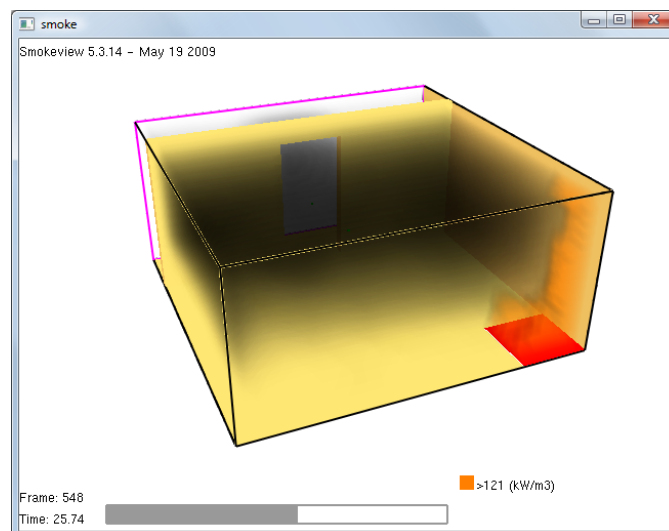 smoke
Smokeview 5.3.14 - May 19 2009
>121 (kW/m3)
Frame: 548
Time: 25.74